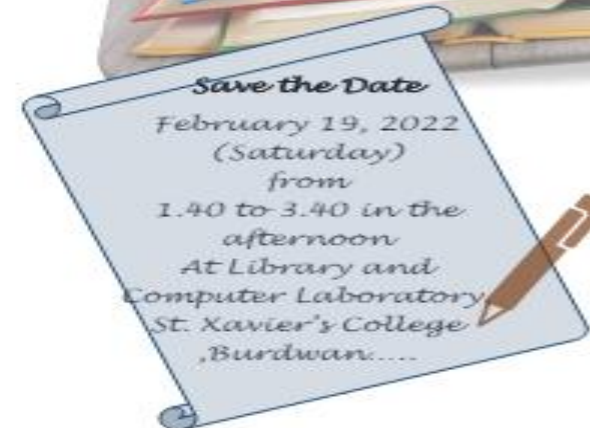 Save the Date
February 19, 2022
(Saturday)
from
1.40 to 3.40 in the
afternoon
At Library and
Computer Laboratory
St. Xavier's College
,Burdwan.....